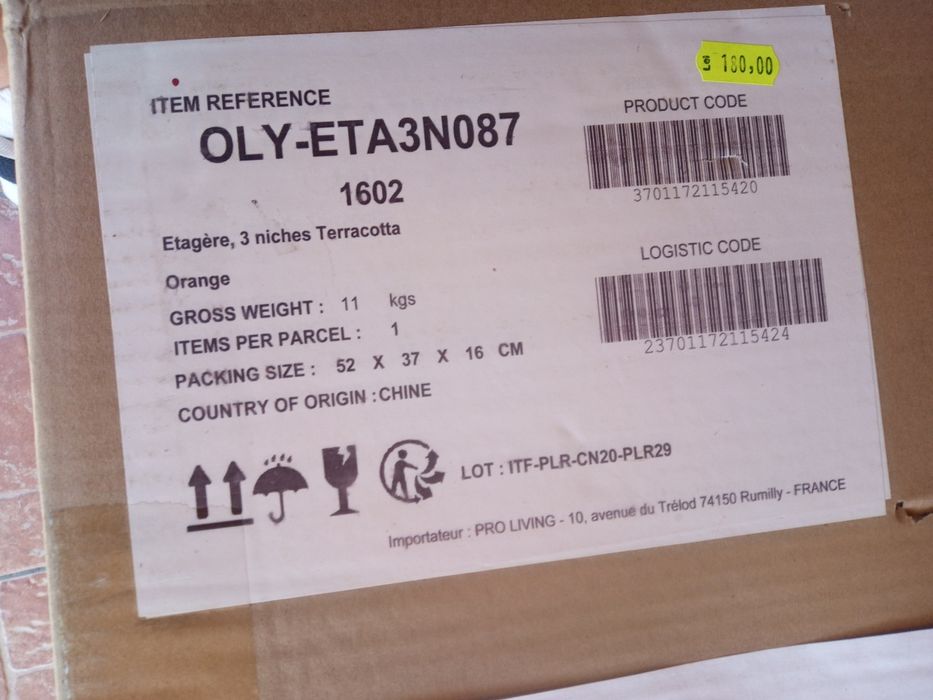 Lei 180,00
ITEM REFERENCE
OLY-ETA3N087
1602
Etagère, 3 niches Terracotta
Orange
GROSS WEIGHT : 11 kgs
ITEMS PER PARCEL : 1
PACKING SIZE : 52 X 37 X 16 CM
COUNTRY OF ORIGIN : CHINE
PRODUCT CODE
3701172115420
LOGISTIC CODE
23701172115424
LOT : ITF-PLR-CN20-PLR29
Importateur : PRO LIVING - 10, avenue du Trélod 74150 Rumilly - FRANCE